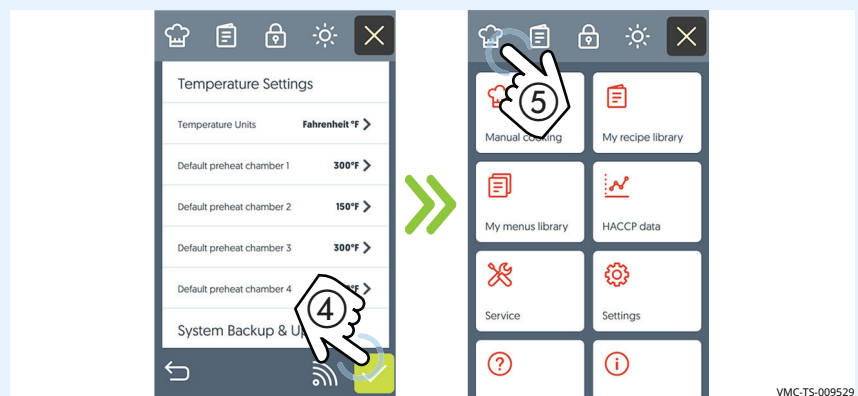 Temperature Settings
Temperature Units Fahrenheit °F
Default preheat chamber 1 300°F
Default preheat chamber 2 150°F
Default preheat chamber 3 300°F
Default preheat chamber 4 °F
System Backup & U
4
5
Manual cooking My recipe library
My menus library HACCP data
Service Settings
?
i
VMC-TS-009529